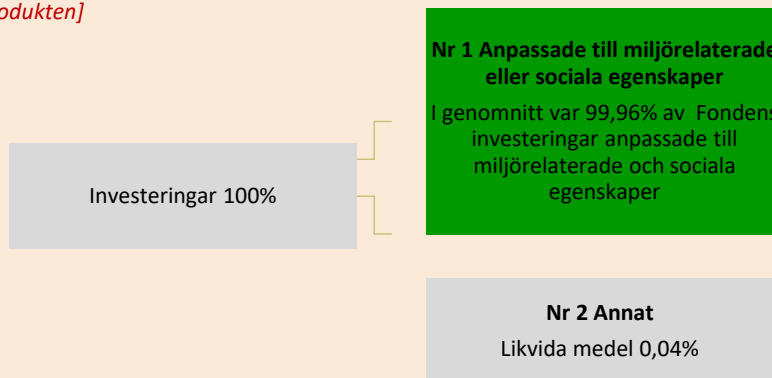 odukten]
Nr 1 Anpassade till miljörelaterade
eller sociala egenskaper
I genomnitt var 99,96% av Fondens
investeringar anpassade till
miljörelaterade och sociala
egenskaper
Investeringar 100%
Nr 2 Annat
Likvida medel 0,04%